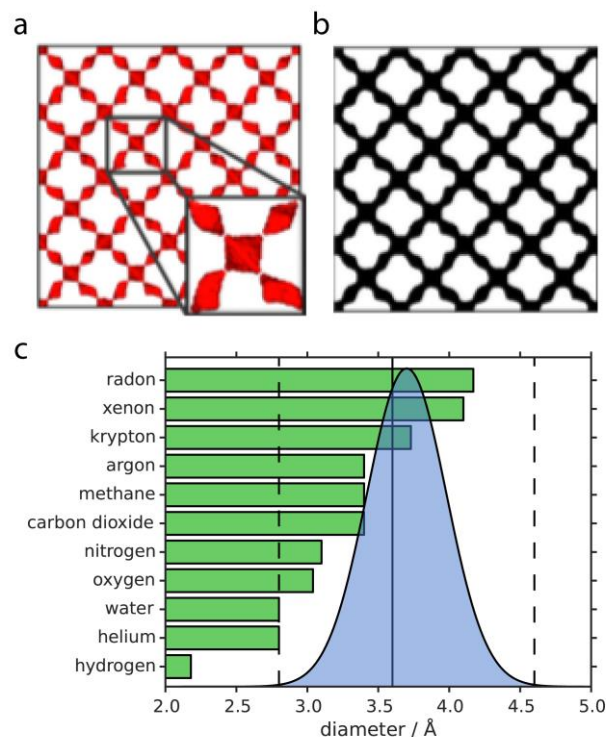 a
b
c
radon
xenon
krypton
argon
methane
carbon dioxide
nitrogen
oxygen
water
helium
hydrogen
2.0 2.5 3.0 3.5 4.0 4.5 5.0
diameter / Å